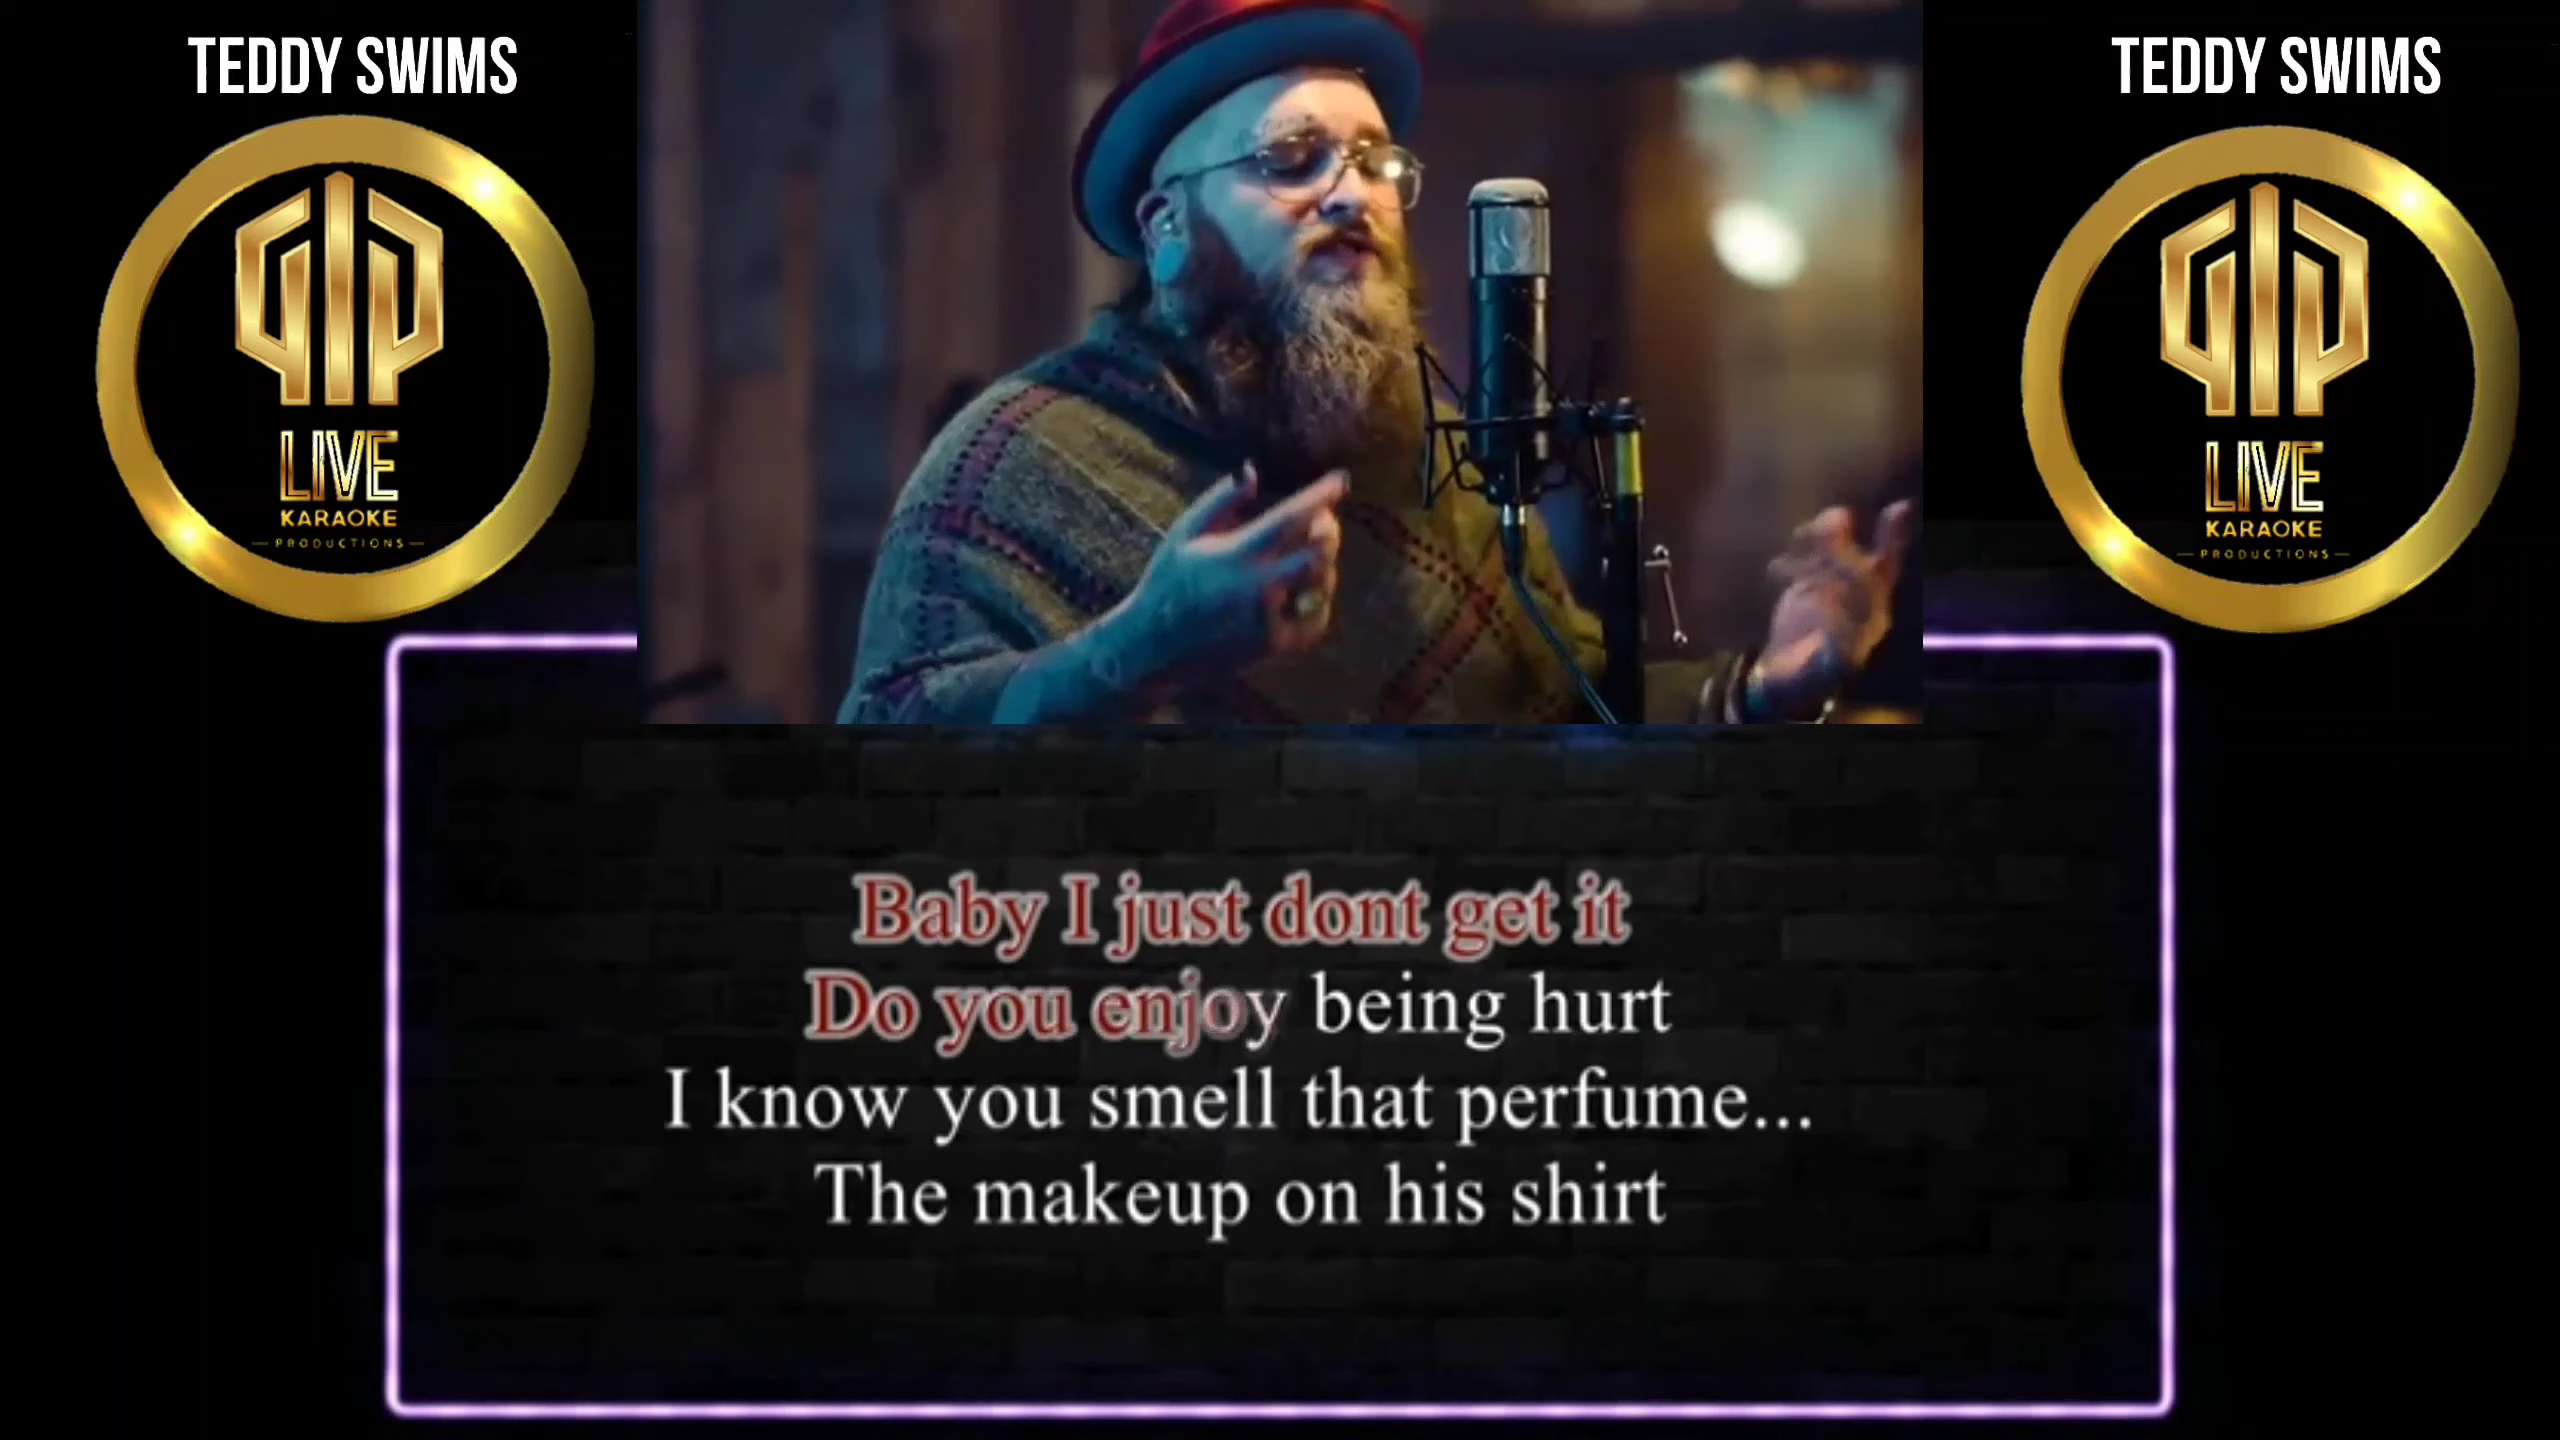 TEDDY SWIMS
LIVE
KARAOKE
PRODUCTIONS
TEDDY SWIMS
LIVE
KARAOKE
PRODUCTIONS
Baby I just dont get it
Do you enjoy being hurt
I know you smell that perfume...
The makeup on his shirt